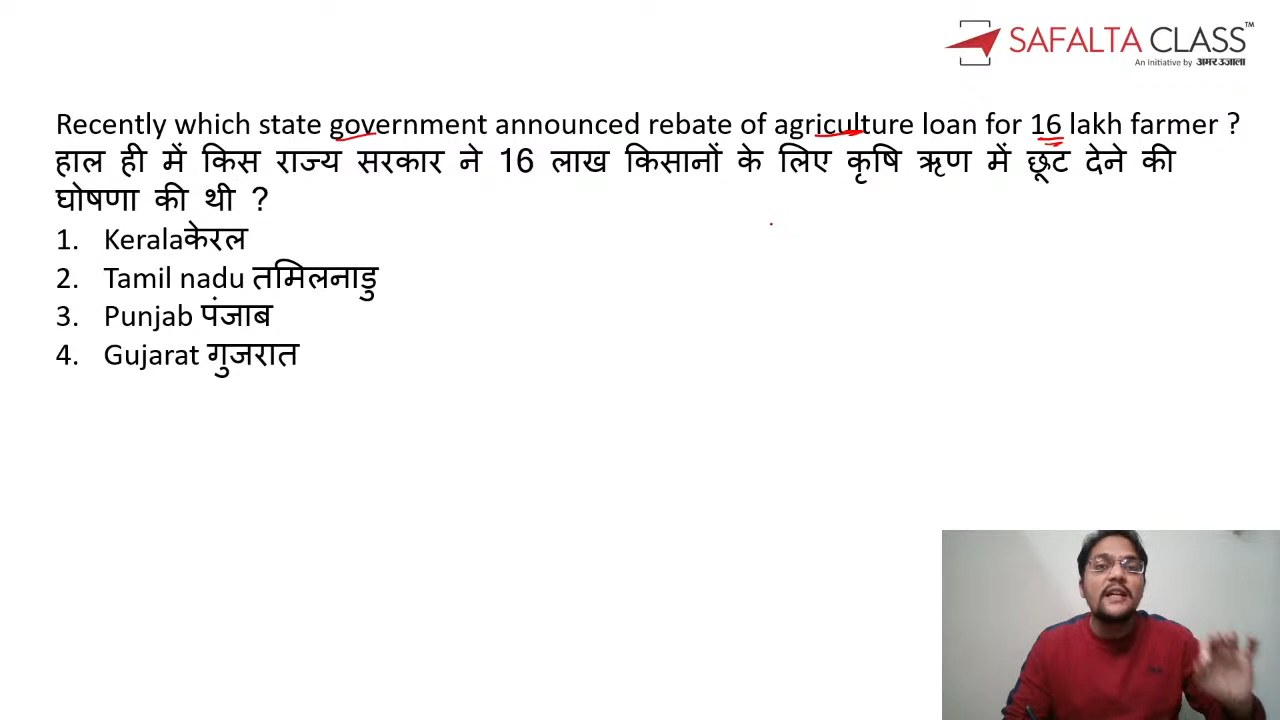 SAFALTA CLASS™
An Initiative by अमर उजाला
Recently which state government announced rebate of agriculture loan for 16 lakh farmer ?
हाल ही में किस राज्य सरकार ने 16 लाख किसानों के लिए कृषि ऋण में छूट देने की
घोषणा की थी ?
1. Keralaकेरल
2. Tamil nadu तमिलनाडु
3. Punjab पंजाब
4. Gujarat गुजरात